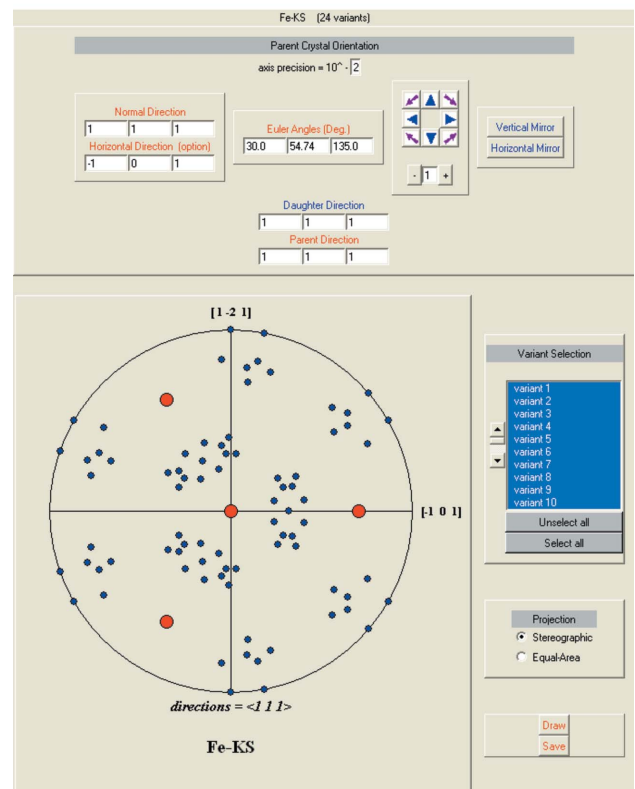 Fe-KS (24 variants)
Parent Crystal Orientation
axis precision = 10^ - 2
Normal Direction
1 1 1
Horizontal Direction (option)
-1 0 1
Euler Angles (Deg.)
30.0 54.74 135.0
- 1 +
Vertical Mirror
Horizontal Mirror
Daughter Direction
1 1 1
Parent Direction
1 1 1
[1 -2 1]
[-1 0 1]
directions = <1 1 1>
Fe-KS
Variant Selection
variant 1
variant 2
variant 3
variant 4
variant 5
variant 6
variant 7
variant 8
variant 9
variant 10
Unselect all
Select all
Projection
Stereographic
Equal-Area
Draw
Save